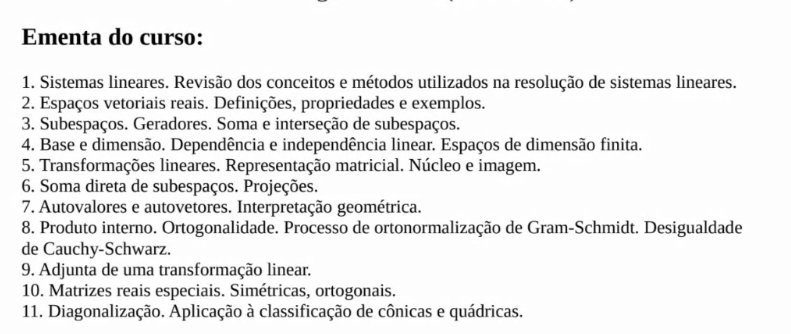 Ementa do curso:
1. Sistemas lineares. Revisão dos conceitos e métodos utilizados na resolução de sistemas lineares.
2. Espaços vetoriais reais. Definições, propriedades e exemplos.
3. Subespaços. Geradores. Soma e interseção de subespaços.
4. Base e dimensão. Dependência e independência linear. Espaços de dimensão finita.
5. Transformações lineares. Representação matricial. Núcleo e imagem.
6. Soma direta de subespaços. Projeções.
7. Autovalores e autovetores. Interpretação geométrica.
8. Produto interno. Ortogonalidade. Processo de ortonormalização de Gram-Schmidt. Desigualdade
de Cauchy-Schwarz.
9. Adjunta de uma transformação linear.
10. Matrizes reais especiais. Simétricas, ortogonais.
11. Diagonalização. Aplicação à classificação de cônicas e quádricas.